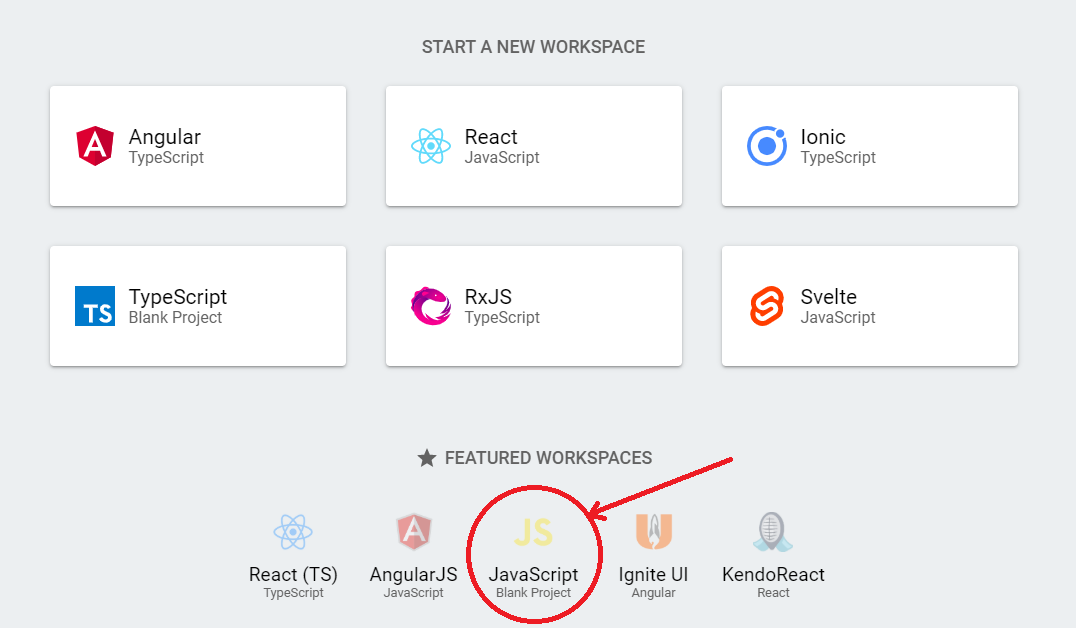 START A NEW WORKSPACE
Angular
TypeScript
React
JavaScript
Ionic
TypeScript
TS
TypeScript
Blank Project
RxJS
TypeScript
Svelte
JavaScript
FEATURED WORKSPACES
JS
React (TS)
TypeScript
AngularJS
JavaScript
JavaScript
Blank Project
Ignite UI
Angular
KendoReact
React